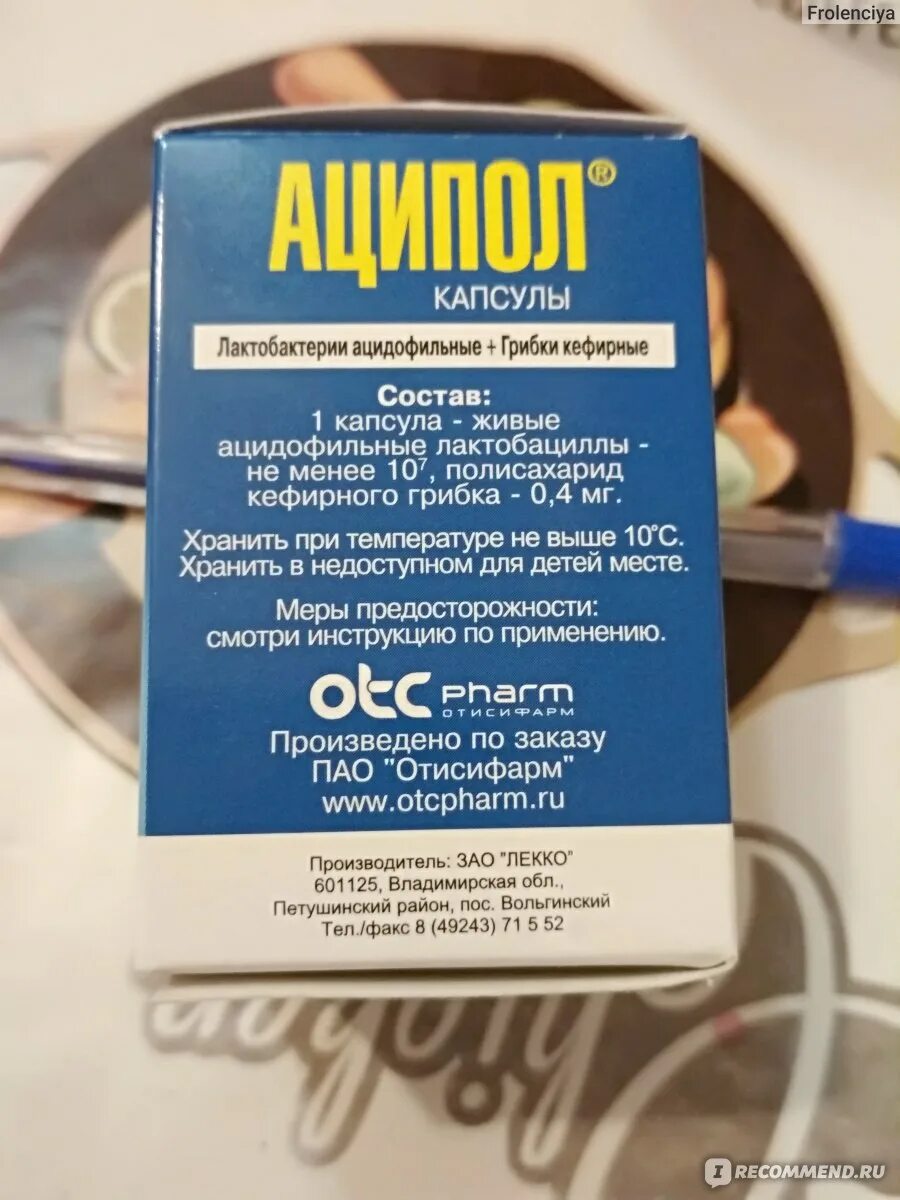 Frolenciya
АЦИПОЛ®
КАПСУЛЫ
Лактобактерии ацидофильные + Грибки кефирные
Состав:
1 капсула - живые
ацидофильные лактобациллы -
не менее 10⁷, полисахарид
кефирного грибка - 0,4 мг.
Хранить при температуре не выше 10°С.
Хранить в недоступном для детей месте.
Меры предосторожности:
смотри инструкцию по применению.
otc pharm
ОТИСИФАРМ
Произведено по заказу
ПАО "Отисифарм"
www.otcpharm.ru
Производитель: ЗАО "ЛЕККО"
601125, Владимирская обл.,
Петушинский район, пос. Вольгинский
Тел./факс 8 (49243) 71 5 52
I RECOMMEND.RU